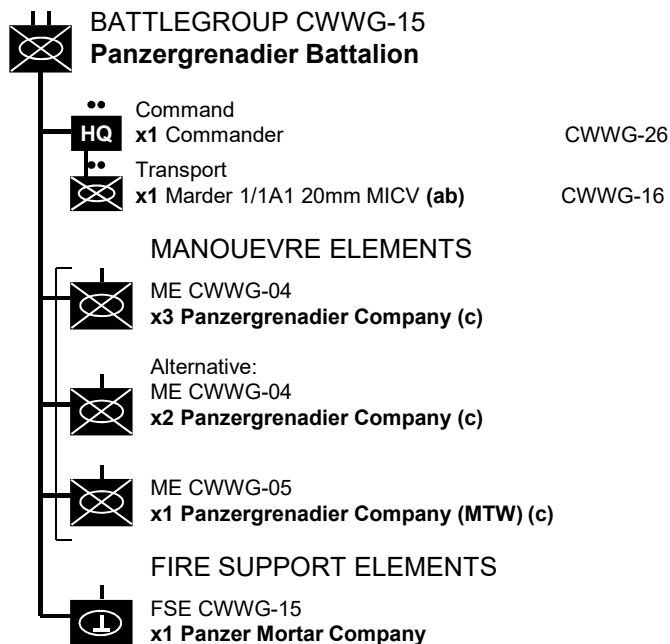 BATTLEGROUP CWWG-15
Panzergrenadier Battalion
Command
HQ x1 Commander CWWG-26
Transport
x1 Marder 1/1A1 20mm MICV (ab) CWWG-16
MANOUEVRE ELEMENTS
ME CWWG-04
x3 Panzergrenadier Company (c)
Alternative:
ME CWWG-04
x2 Panzergrenadier Company (c)
ME CWWG-05
x1 Panzergrenadier Company (MTW) (c)
FIRE SUPPORT ELEMENTS
FSE CWWG-15
x1 Panzer Mortar Company